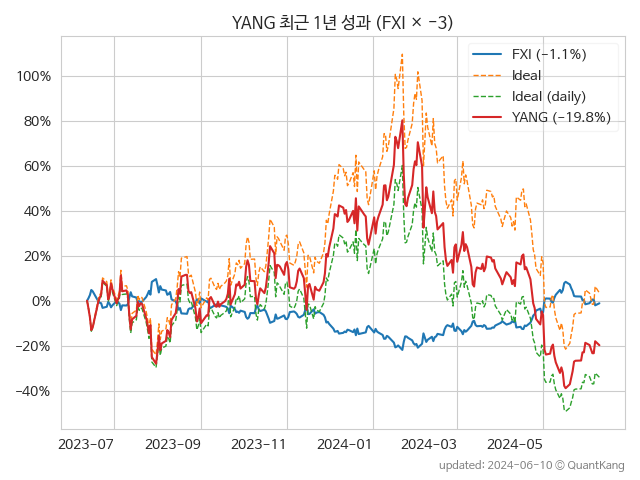 YANG 최근 1년 성과 (FXI × −3)
FXI (−1.1%)
Ideal
Ideal (daily)
YANG (−19.8%)
100%
80%
60%
40%
20%
0%
−20%
−40%
2023-07
2023-09
2023-11
2024-01
2024-03
2024-05
updated: 2024-06-10 © QuantKang